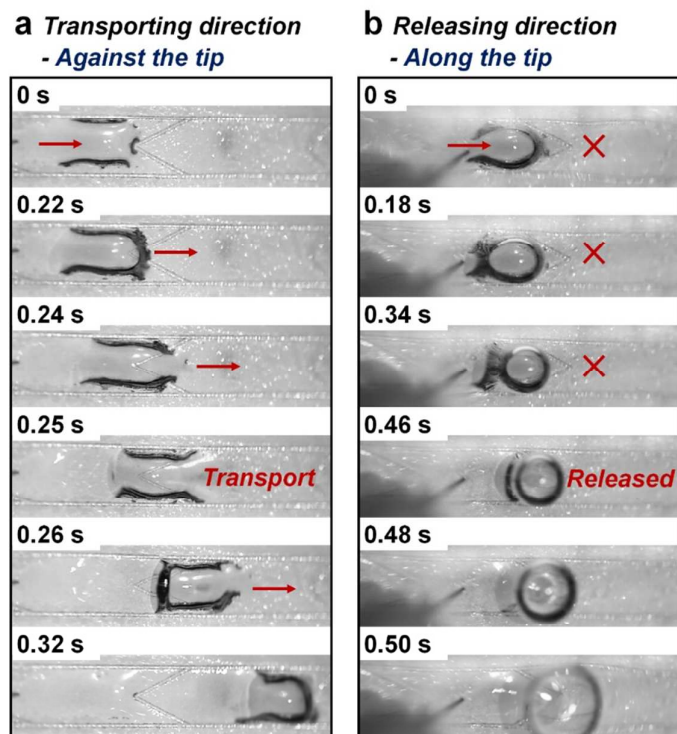 a Transporting direction
- Against the tip
0 s
0.22 s
0.24 s
0.25 s
Transport
0.26 s
0.32 s
b Releasing direction
- Along the tip
0 s
0.18 s
0.34 s
0.46 s
Released
0.48 s
0.50 s